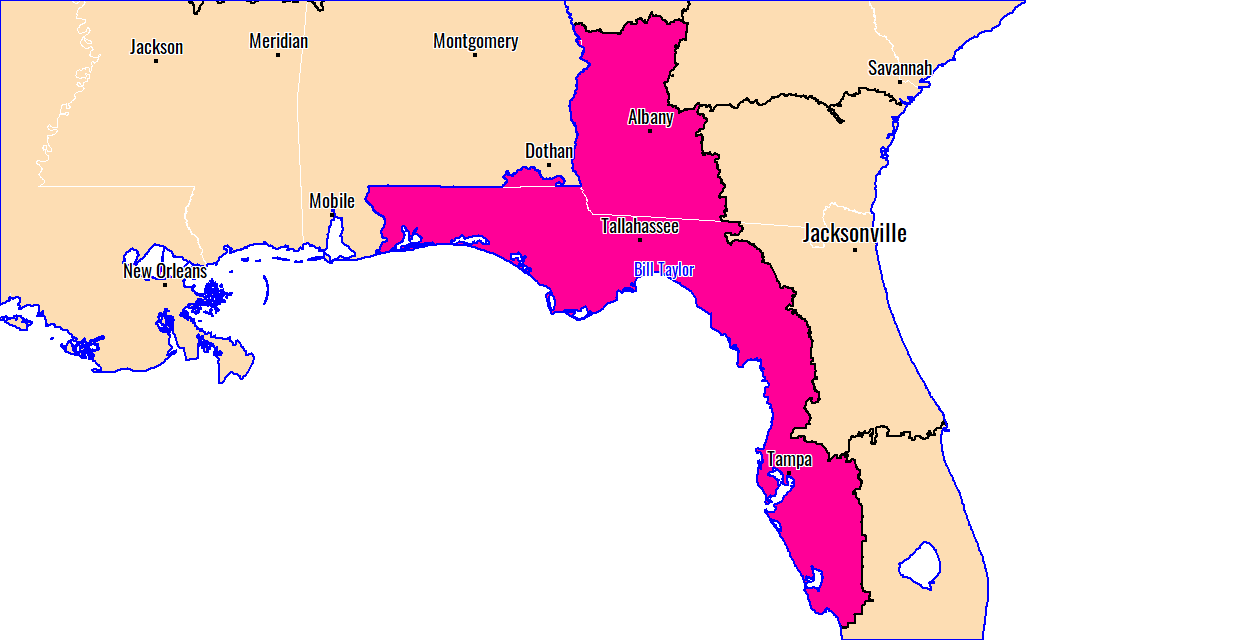 Meridian
Montgomery
Jackson
Savannah
Albany
Dothan
Mobile
Tallahassee
Jacksonville
New Orleans
Bill Taylor
Tampa